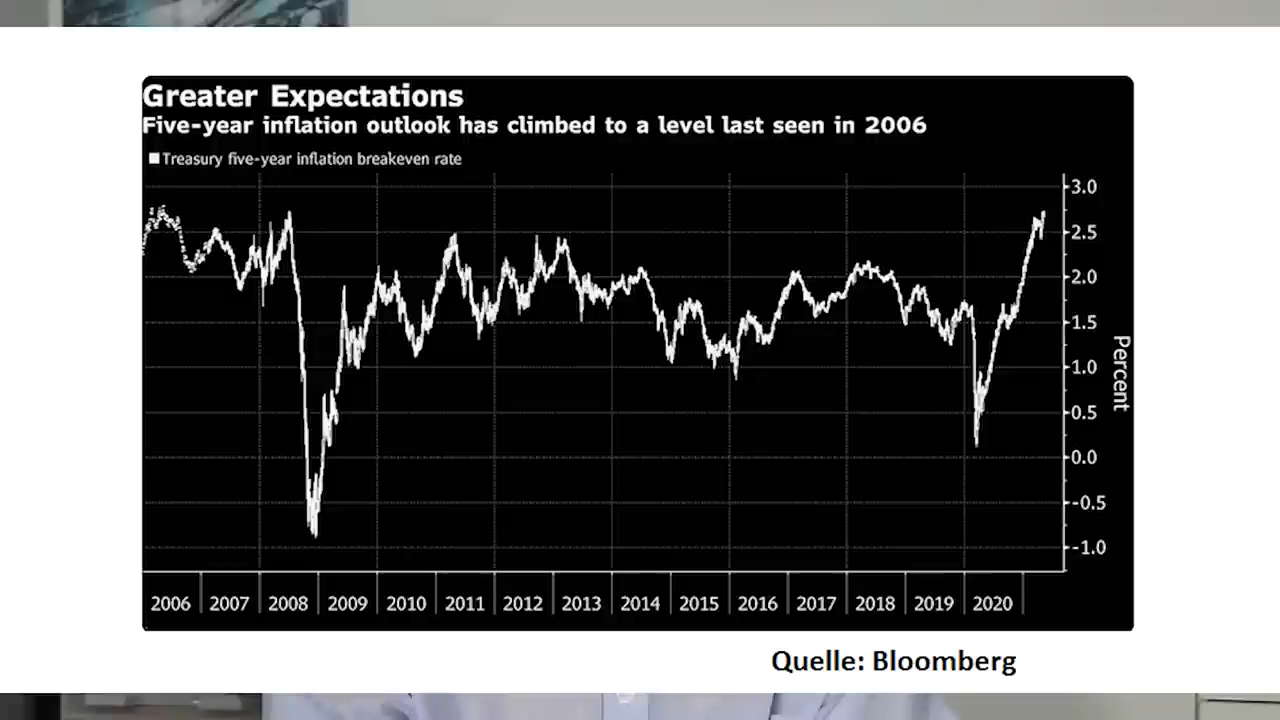 Greater Expectations
Five-year inflation outlook has climbed to a level last seen in 2006
Treasury five-year inflation breakeven rate
3.0
2.5
2.0
1.5
1.0
0.5
0.0
-0.5
-1.0
Percent
2006 2007 2008 2009 2010 2011 2012 2013 2014 2015 2016 2017 2018 2019 2020
Quelle: Bloomberg